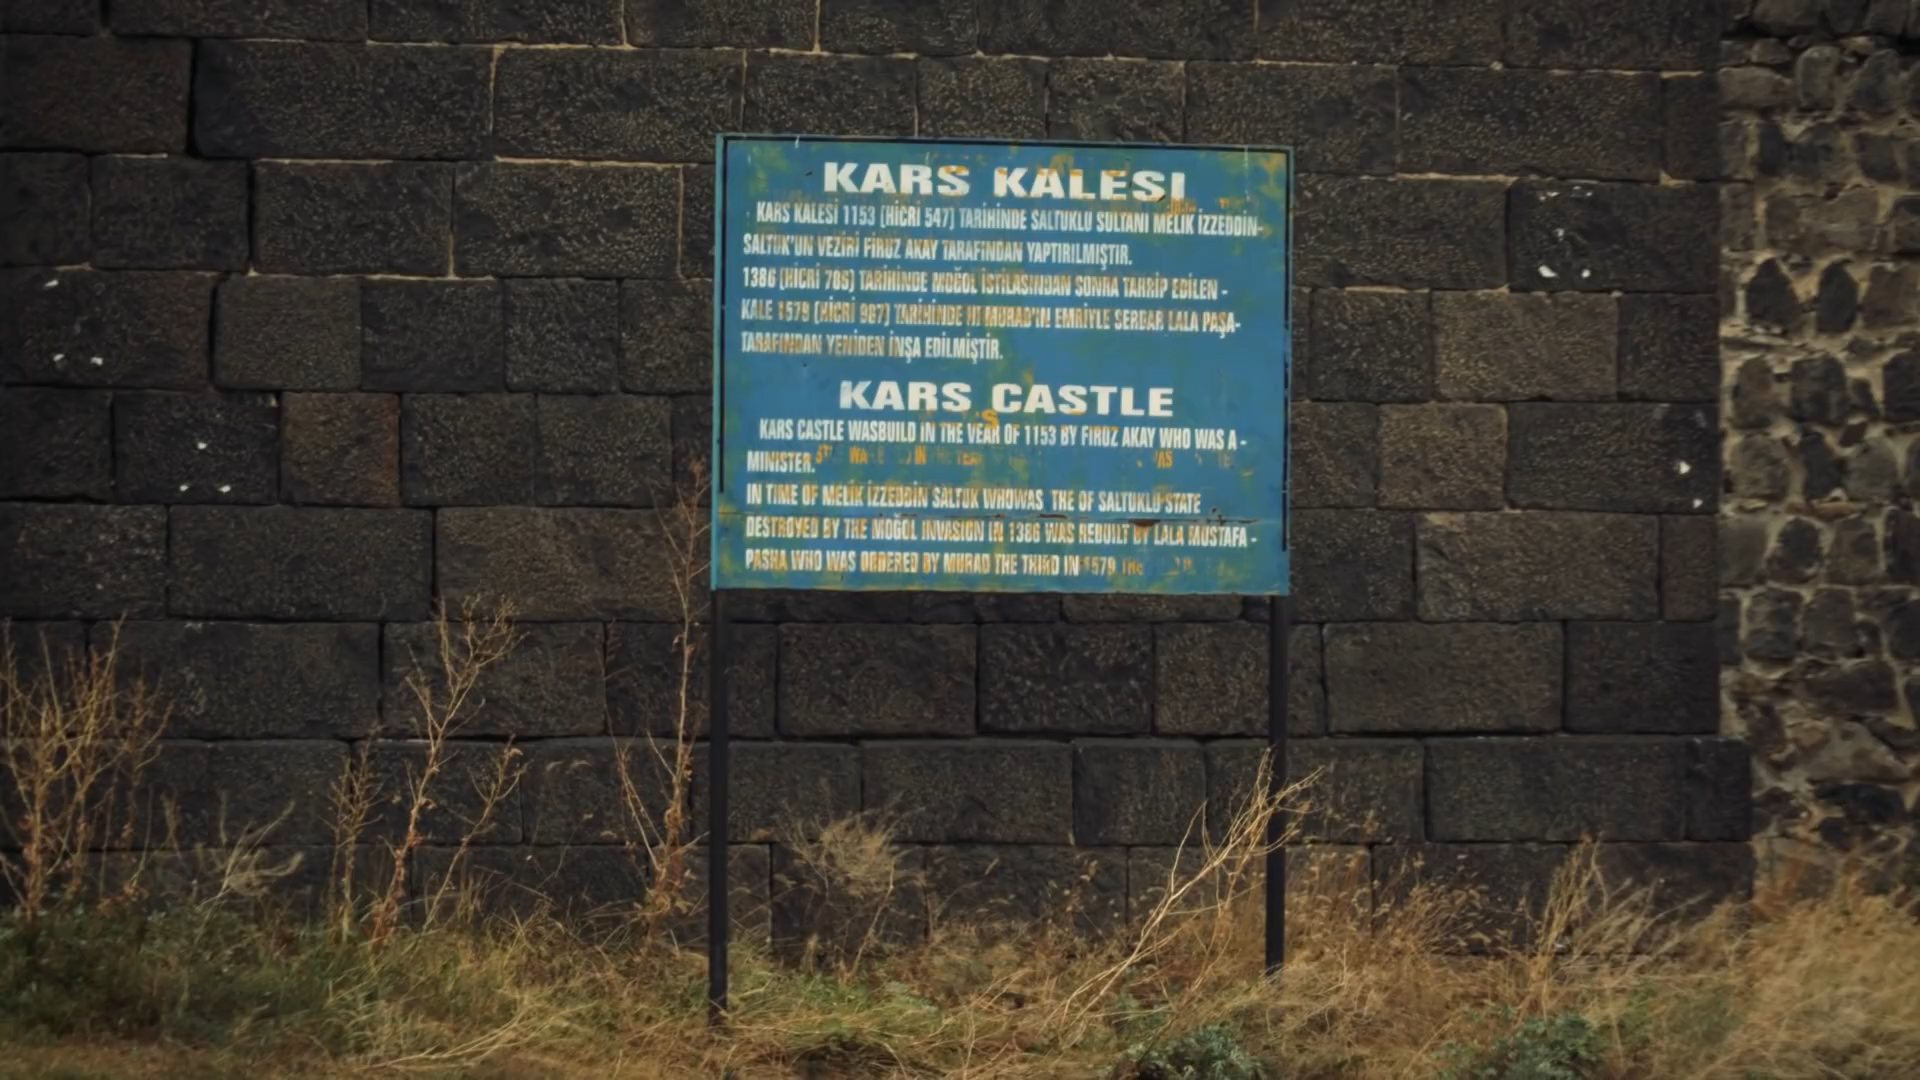 KARS KALESI
KARS KALESİ 1153 (HİCRİ 547) TARİHİNDE SALTUKLU SULTANI MELİK İZZEDDİN-
SALTUK'UN VEZİRİ FİRUZ AKAY TARAFINDAN YAPTIRILMIŞTIR.
1386 (HİCRİ 788) TARİHİNDE MOĞOL İSTİLASINDAN SONRA TAHRİP EDİLEN -
KALE 1579 (HİCRİ 987) TARİHİNDE III MURAD'IN EMRİYLE SERDAR LALA PAŞA-
TARAFINDAN YENİDEN İNŞA EDİLMİŞTİR.
KARS CASTLE
KARS CASTLE WASBUILD IN THE YEAR OF 1153 BY FIRUZ AKAY WHO WAS A -
MINISTER.
IN TIME OF MELİK İZZEDDİN SALTUK WHOWAS THE OF SALTUKLU STATE
DESTROYED BY THE MOĞOL INVASION IN 1386 WAS REBUILT BY LALA MUSTAFA -
PASHA WHO WAS ORDERED BY MURAD THE THIRD IN 1579